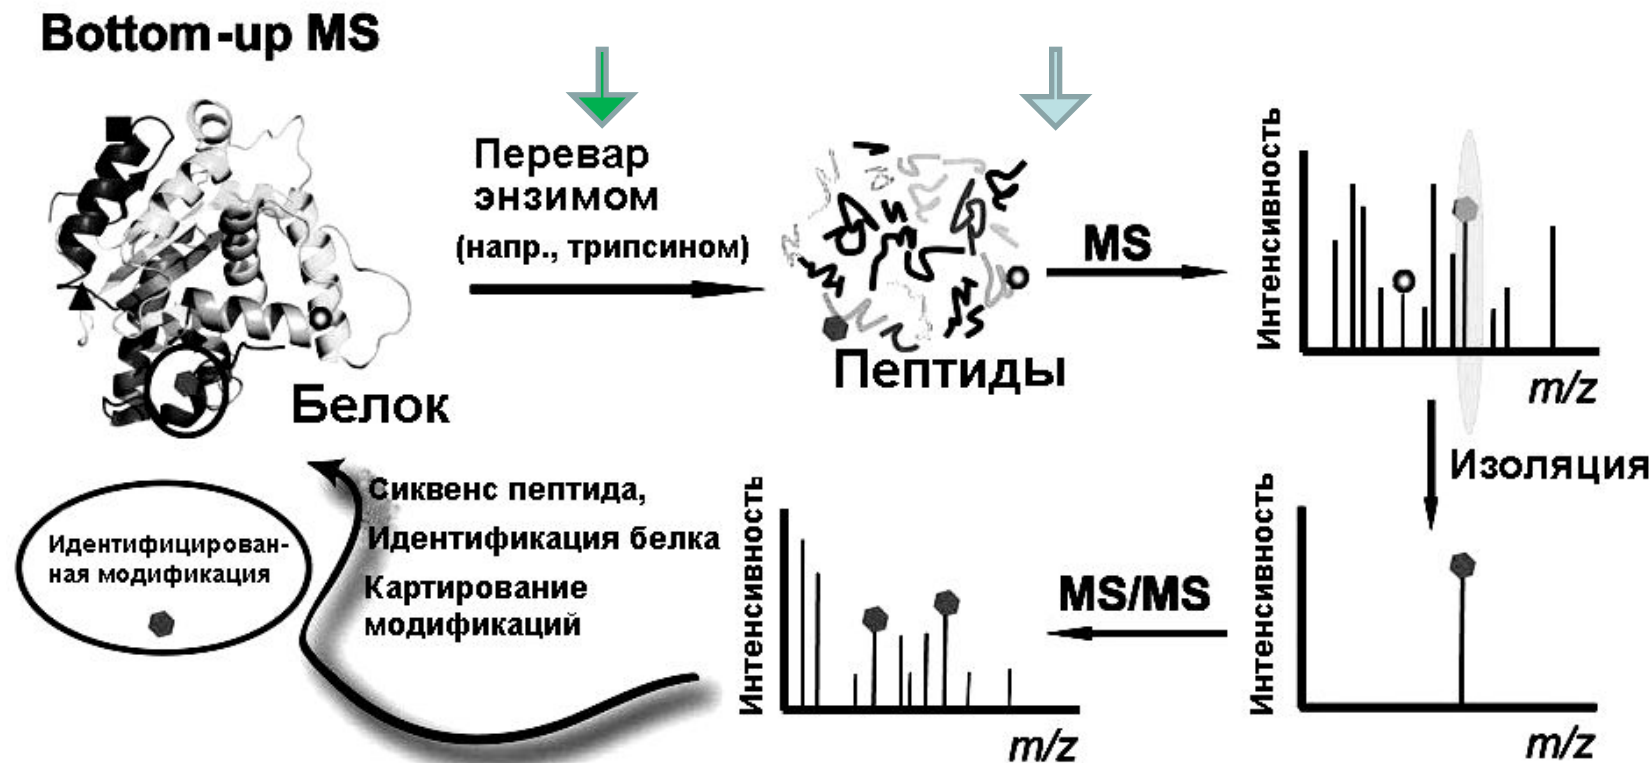 Bottom-up MS
Перевар
энзимом
(напр., трипсином)
Белок
Пептиды
MS
Интенсивность
m/z
Изоляция
Интенсивность
m/z
MS/MS
Интенсивность
m/z
Сиквенс пептида,
Идентификация белка
Картирование
модификаций
Идентифицирован-
ная модификация